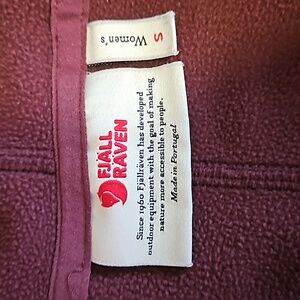 S Women's
FJÄLL
RÄVEN
Since 1960 Fjällräven has developed
outdoor equipment with the goal of making
nature more accessible to people.
Made in Portugal